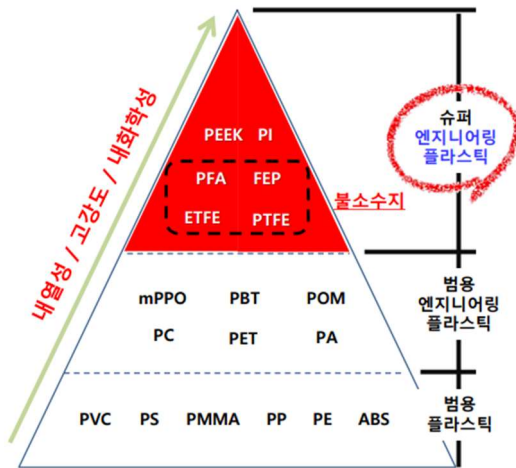 내열성 / 고강도 / 내화학성
PEEK PI
PFA FEP
ETFE PTFE
불소수지
슈퍼
엔지니어링
플라스틱
mPPO PBT POM
PC PET PA
범용
엔지니어링
플라스틱
PVC PS PMMA PP PE ABS
범용
플라스틱